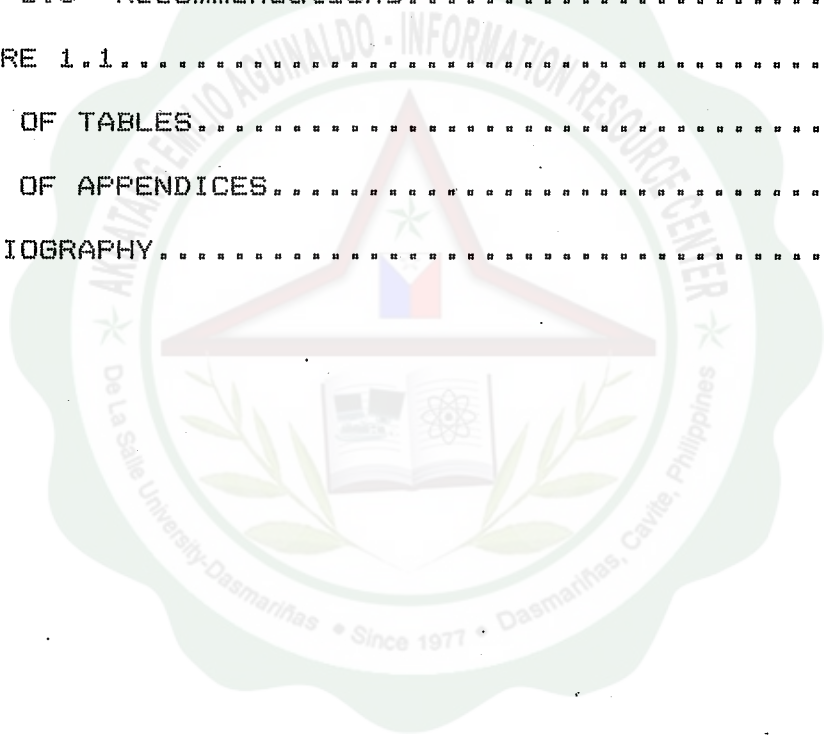 Recommendations..............................
RE 1.1..............................
OF TABLES..............................
OF APPENDICES..............................
IOGRAPHY..............................
AKLATANG EMILIO AGUINALDO - INFORMATION RESOURCE CENTER
De La Salle University-Dasmariñas • Since 1977 • Dasmariñas, Cavite, Philippines